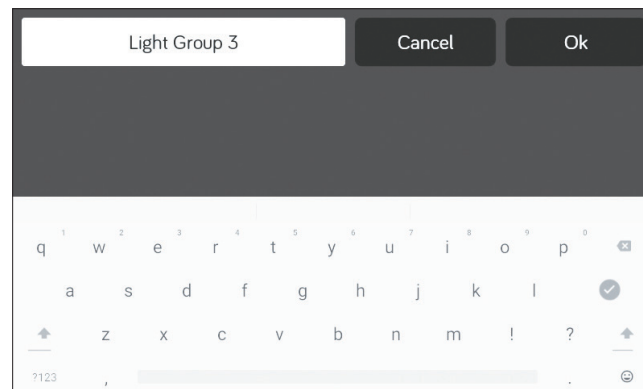 Light Group 3 Cancel Ok
1 2 3 4 5 6 7 8 9 0
q w e r t y u i o p
a s d f g h j k l
z x c v b n m ! ?
?123 , .